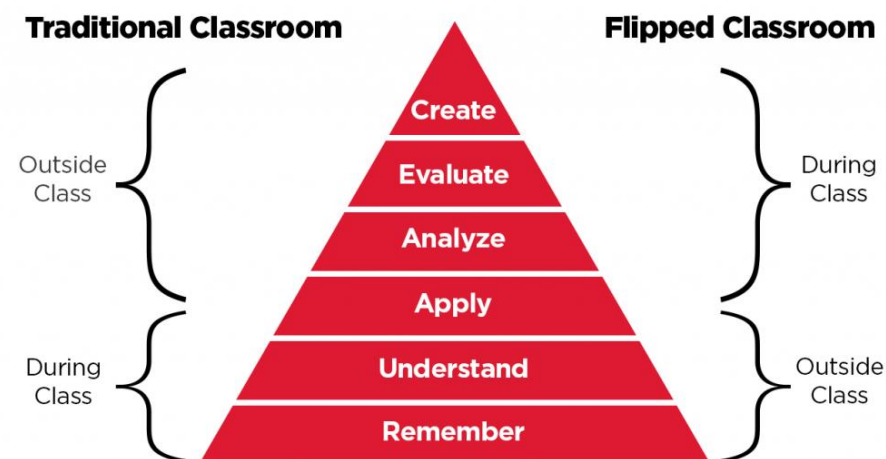 Traditional Classroom
Flipped Classroom
Create
Outside
Class
Evaluate
During
Class
Analyze
Apply
During
Class
Understand
Outside
Class
Remember